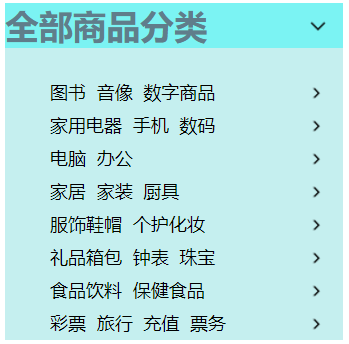 全部商品分类
图书 音像 数字商品
家用电器 手机 数码
电脑 办公
家居 家装 厨具
服饰鞋帽 个护化妆
礼品箱包 钟表 珠宝
食品饮料 保健食品
彩票 旅行 充值 票务